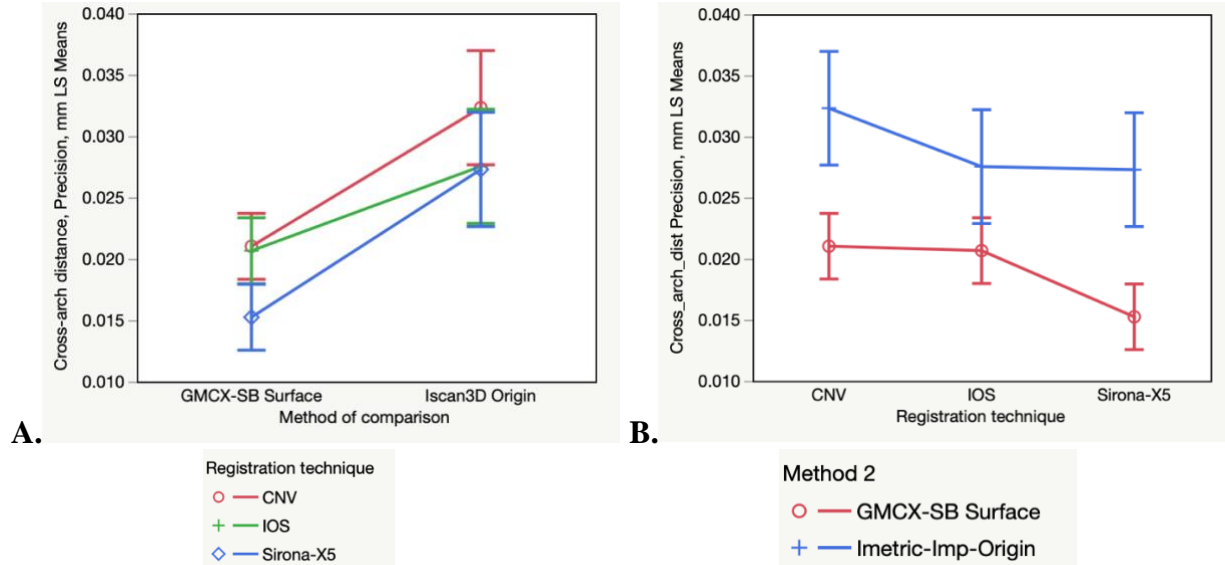 Cross-arch distance, Precision, mm LS Means
0.040
0.035
0.030
0.025
0.020
0.015
0.010
GMCX-SB Surface Iscan3D Origin
Method of comparison
A.
Registration technique
CNV
IOS
Sirona-X5
Cross_arch_dist Precision, mm LS Means
0.040
0.035
0.030
0.025
0.020
0.015
0.010
CNV IOS Sirona-X5
Registration technique
B.
Method 2
GMCX-SB Surface
Imetric-Imp-Origin